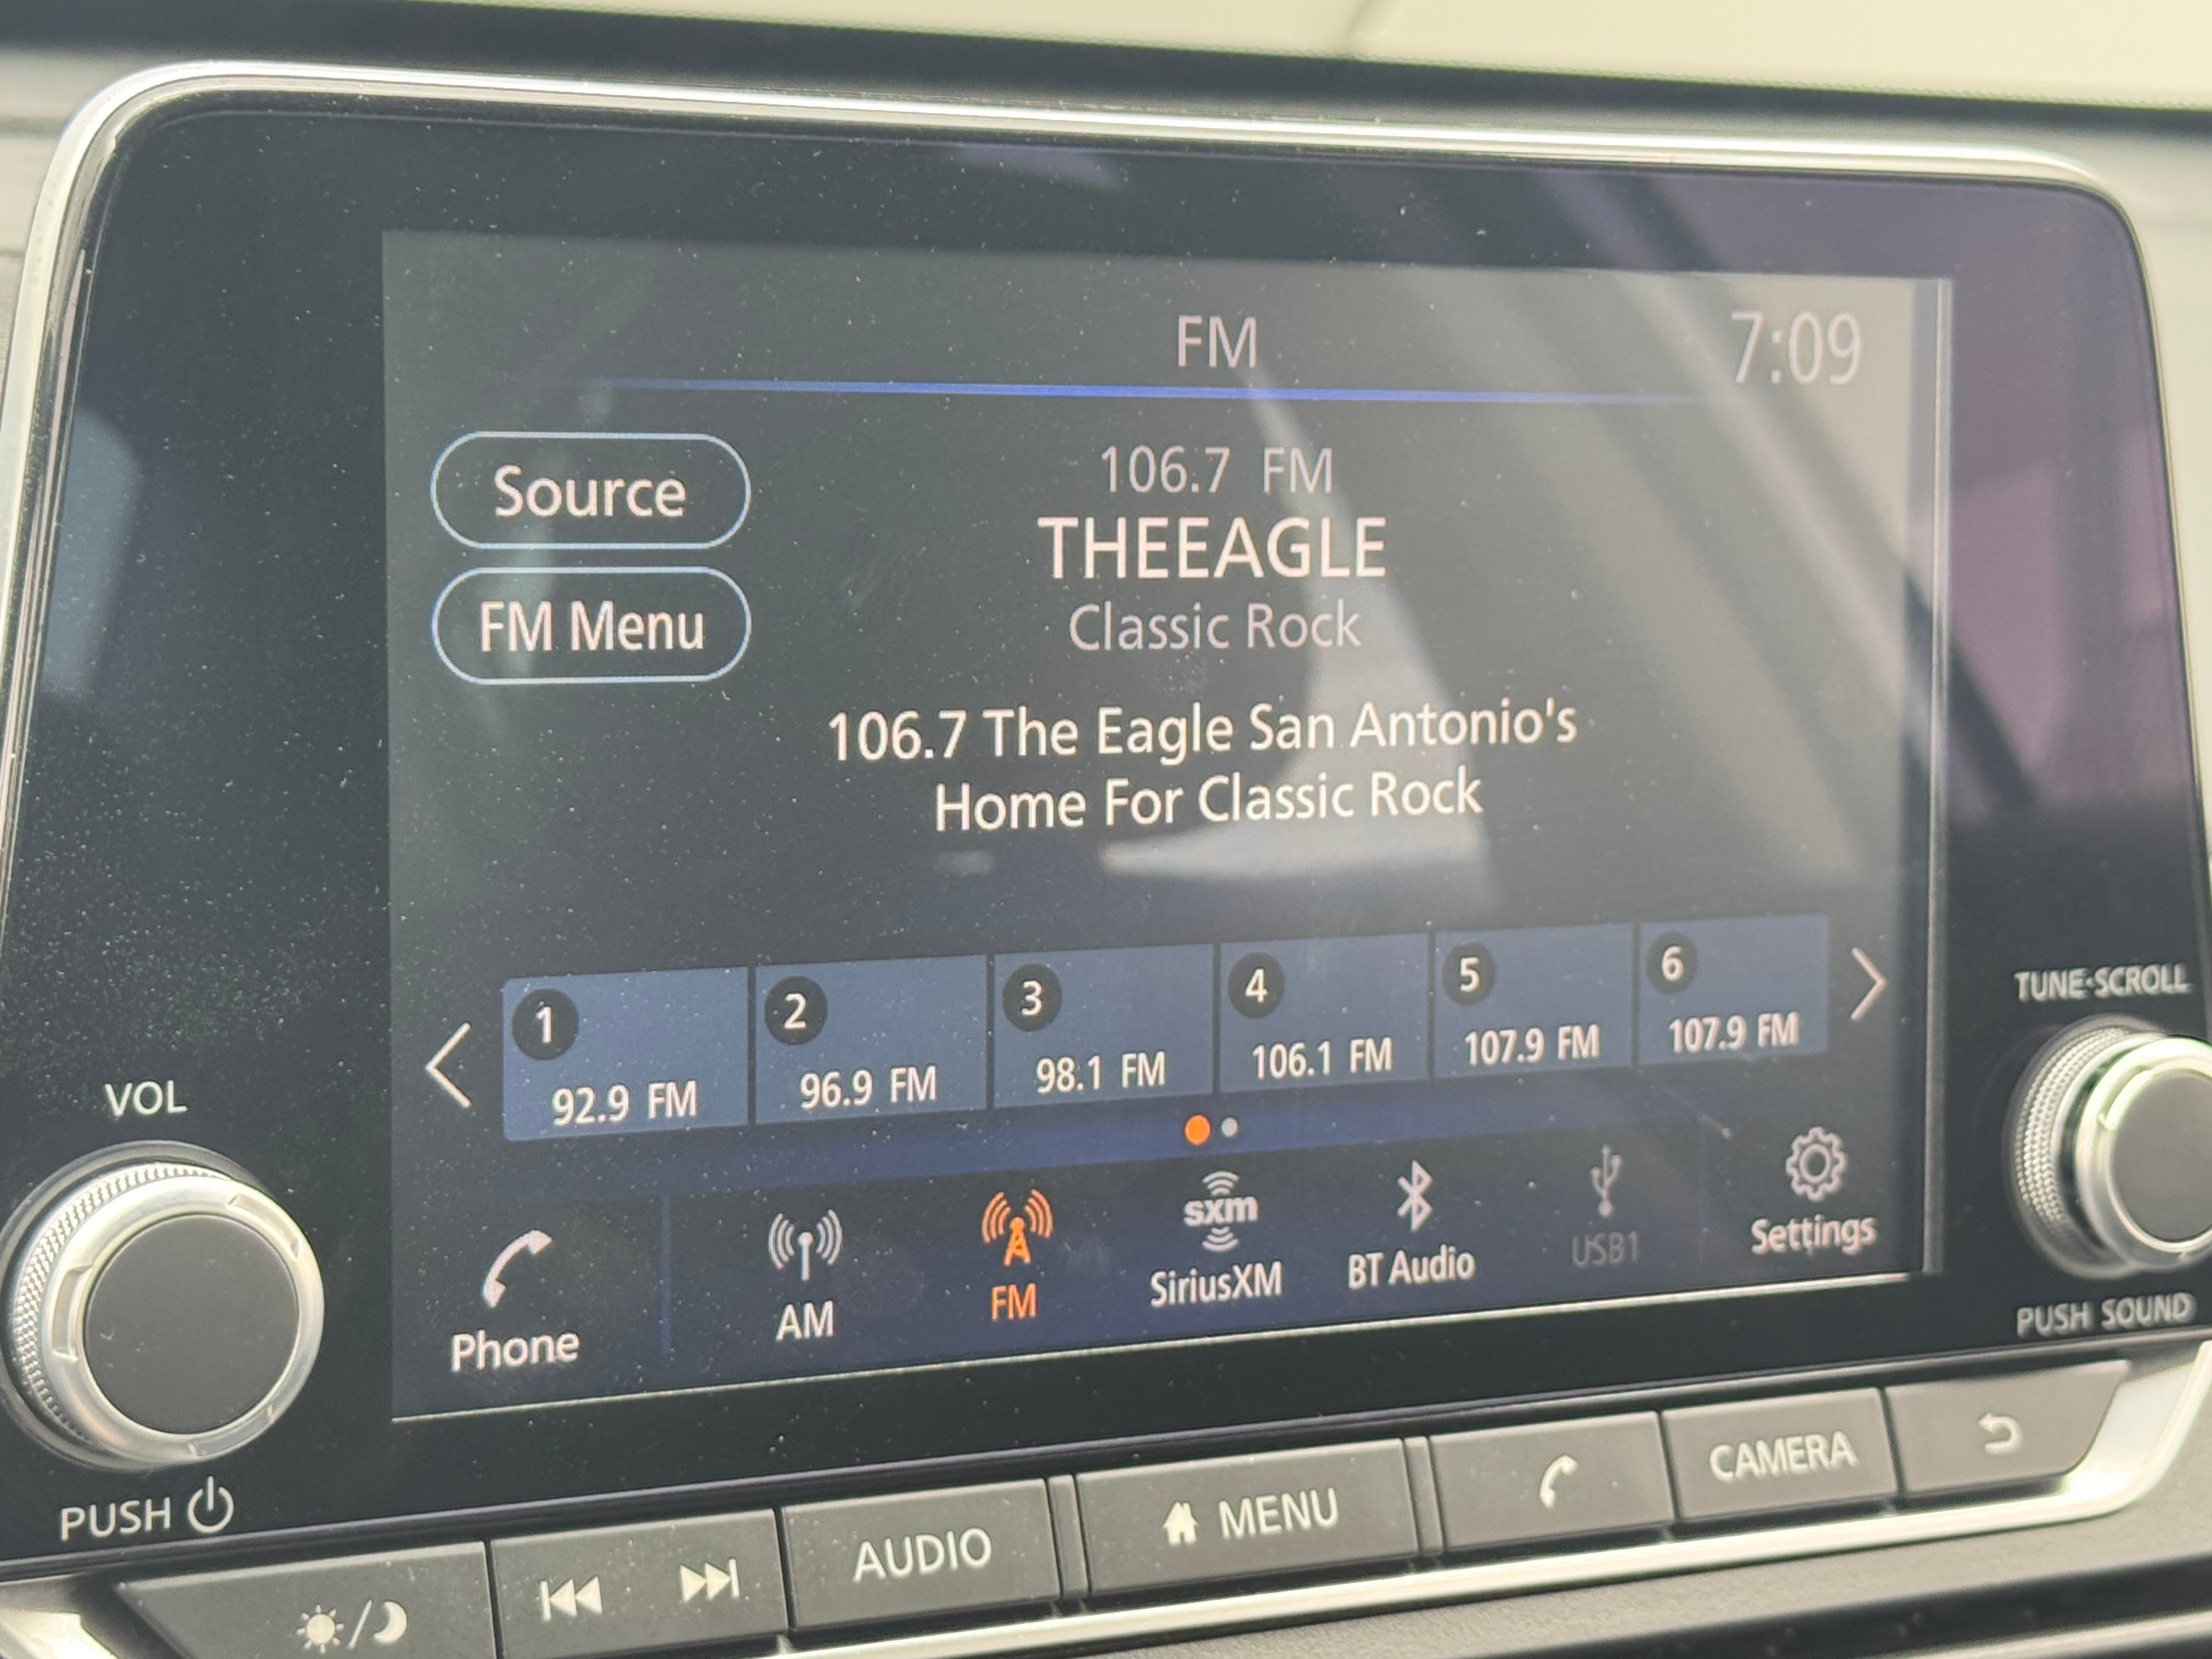 FM
7:09
Source
106.7 FM
THEEAGLE
FM Menu
Classic Rock
106.7 The Eagle San Antonio's
Home For Classic Rock
1
2
3
4
5
6
92.9 FM
96.9 FM
98.1 FM
106.1 FM
107.9 FM
107.9 FM
TUNE·SCROLL
VOL
Phone
AM
FM
sxm
SiriusXM
BT Audio
USB1
Settings
PUSH SOUND
PUSH
AUDIO
MENU
CAMERA